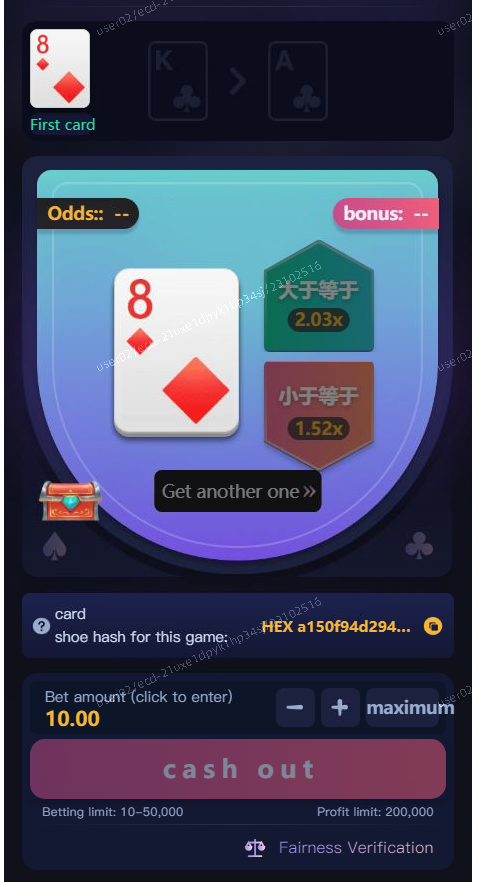 8
K
A
First card
Odds:: --
bonus: --
8
大于等于
2.03x
小于等于
1.52x
Get another one»
card
shoe hash for this game:
HEX a150f94d294...
Bet amount (click to enter)
10.00
maximum
cash out
Betting limit: 10-50,000
Profit limit: 200,000
Fairness Verification